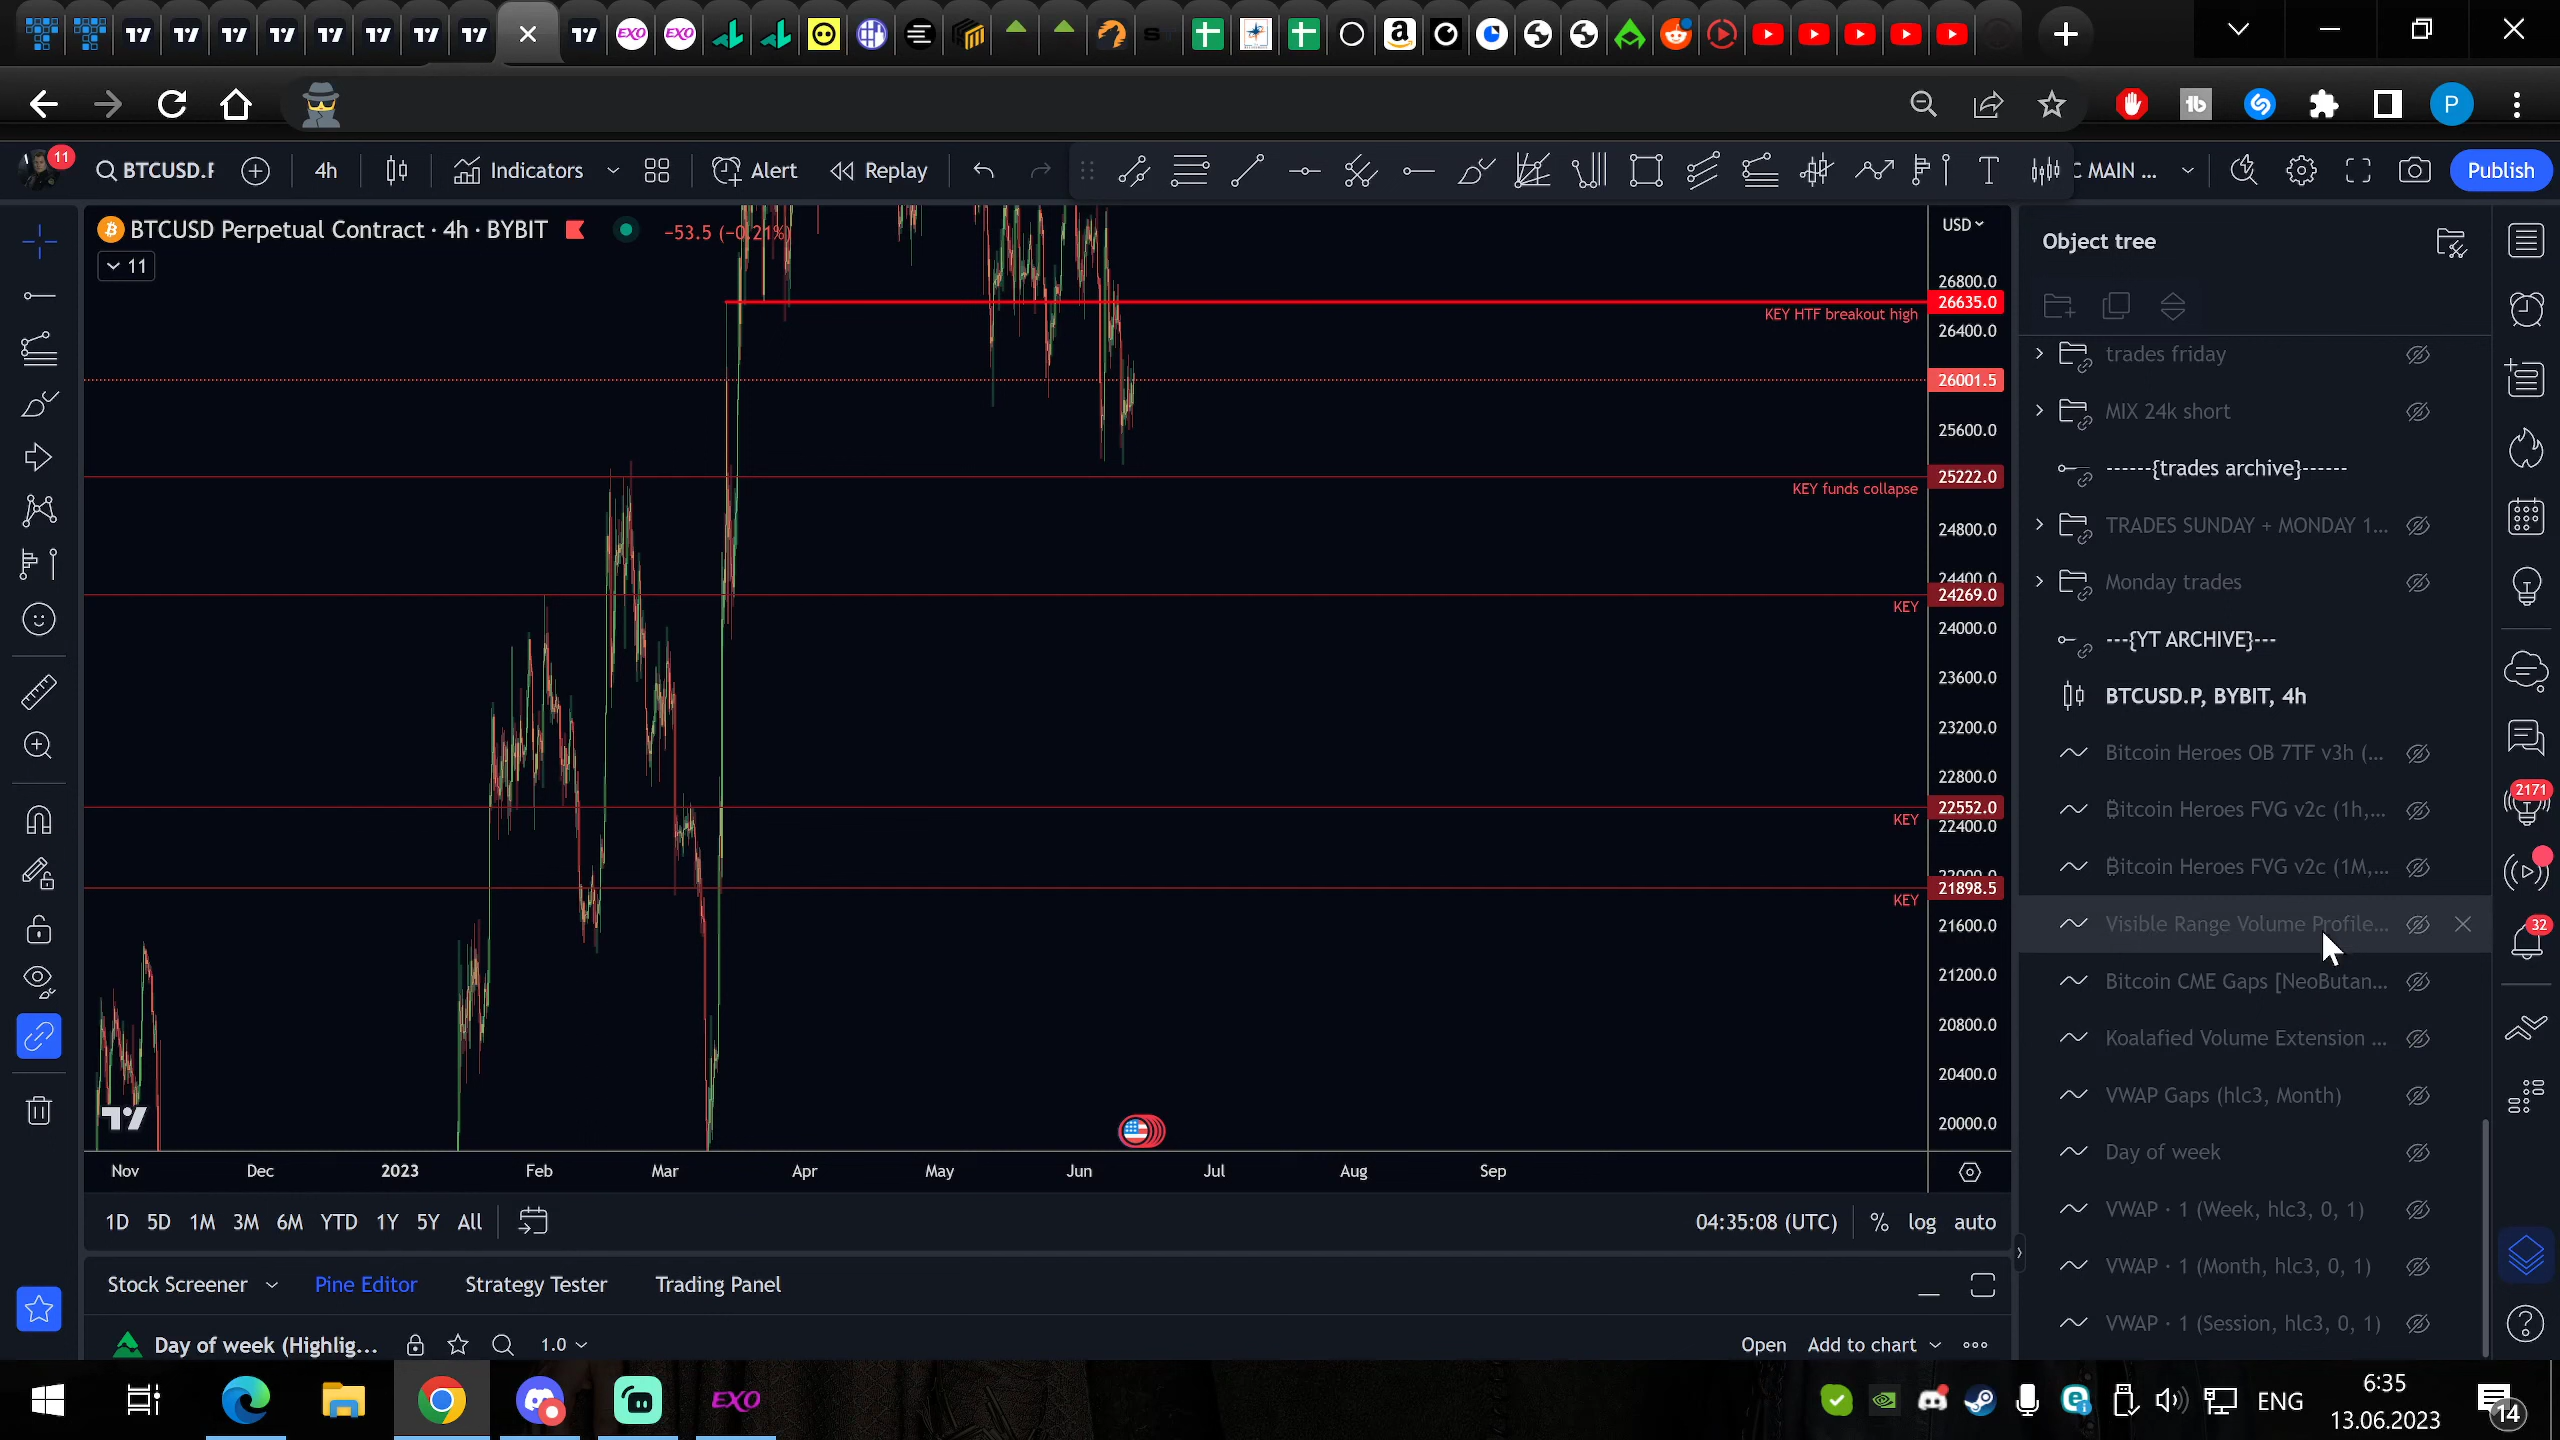 EXO EXO
P
11
BTCUSD.P
4h
Indicators
Alert
Replay
C MAIN ...
Publish
BTCUSD Perpetual Contract · 4h · BYBIT
−53.5 (−0.21%)
11
USD
26800.0
26635.0
KEY HTF breakout high
26400.0
26001.5
25600.0
25222.0
KEY funds collapse
24800.0
24400.0
24269.0
KEY
24000.0
23600.0
23200.0
22800.0
22552.0
KEY
22400.0
22000.0
21898.5
KEY
21600.0
21200.0
20800.0
20400.0
20000.0
Nov Dec 2023 Feb Mar Apr May Jun Jul Aug Sep
1D 5D 1M 3M 6M YTD 1Y 5Y All
04:35:08 (UTC) % log auto
Stock Screener Pine Editor Strategy Tester Trading Panel
Day of week (Highlig... 1.0
Open Add to chart
Object tree
trades friday
MIX 24k short
------{trades archive}------
TRADES SUNDAY + MONDAY 1...
Monday trades
---{YT ARCHIVE}---
BTCUSD.P, BYBIT, 4h
Bitcoin Heroes OB 7TF v3h (...
₿itcoin Heroes FVG v2c (1h,...
₿itcoin Heroes FVG v2c (1M,...
Visible Range Volume Profile...
Bitcoin CME Gaps [NeoButan...
Koalafied Volume Extension ...
VWAP Gaps (hlc3, Month)
Day of week
VWAP · 1 (Week, hlc3, 0, 1)
VWAP · 1 (Month, hlc3, 0, 1)
VWAP · 1 (Session, hlc3, 0, 1)
2171
32
EXO
ENG
6:35
13.06.2023
14